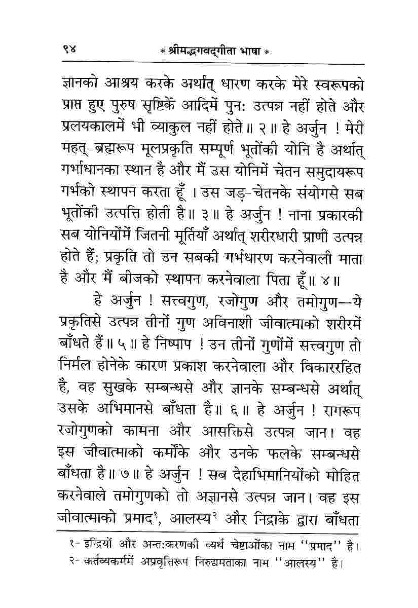 ९४ * श्रीमद्भगवद्गीता भाषा *
ज्ञानको आश्रय करके अर्थात् धारण करके मेरे स्वरूपको
प्राप्त हुए पुरुष सृष्टिके आदिमें पुन: उत्पन्न नहीं होते और
प्रलयकालमें भी व्याकुल नहीं होते॥ २॥ हे अर्जुन ! मेरी
महत्-ब्रह्मरूप मूलप्रकृति सम्पूर्ण भूतोंकी योनि है अर्थात्
गर्भाधानका स्थान है और मैं उस योनिमें चेतन समुदायरूप
गर्भको स्थापन करता हूँ । उस जड़-चेतनके संयोगसे सब
भूतोंकी उत्पत्ति होती है॥ ३॥ हे अर्जुन ! नाना प्रकारकी
सब योनियोंमें जितनी मूर्तियाँ अर्थात् शरीरधारी प्राणी उत्पन्न
होते हैं; प्रकृति तो उन सबकी गर्भधारण करनेवाली माता
है और मैं बीजको स्थापन करनेवाला पिता हूँ॥ ४॥
हे अर्जुन ! सत्त्वगुण, रजोगुण और तमोगुण—ये
प्रकृतिसे उत्पन्न तीनों गुण अविनाशी जीवात्माको शरीरमें
बाँधते हैं॥ ५॥ हे निष्पाप ! उन तीनों गुणोंमें सत्त्वगुण तो
निर्मल होनेके कारण प्रकाश करनेवाला और विकाररहित
है, वह सुखके सम्बन्धसे और ज्ञानके सम्बन्धसे अर्थात्
उसके अभिमानसे बाँधता है॥ ६॥ हे अर्जुन ! रागरूप
रजोगुणको कामना और आसक्तिसे उत्पन्न जान। वह
इस जीवात्माको कर्मोंके और उनके फलके सम्बन्धसे
बाँधता है॥ ७॥ हे अर्जुन ! सब देहाभिमानियोंको मोहित
करनेवाले तमोगुणको तो अज्ञानसे उत्पन्न जान। वह इस
जीवात्माको प्रमाद¹, आलस्य² और निद्राके द्वारा बाँधता
१- इन्द्रियों और अन्त:करणकी व्यर्थ चेष्टाओंका नाम ''प्रमाद'' है।
२- कर्तव्यकर्ममें अप्रवृत्तिरूप निरुद्यमताका नाम ''आलस्य'' है।